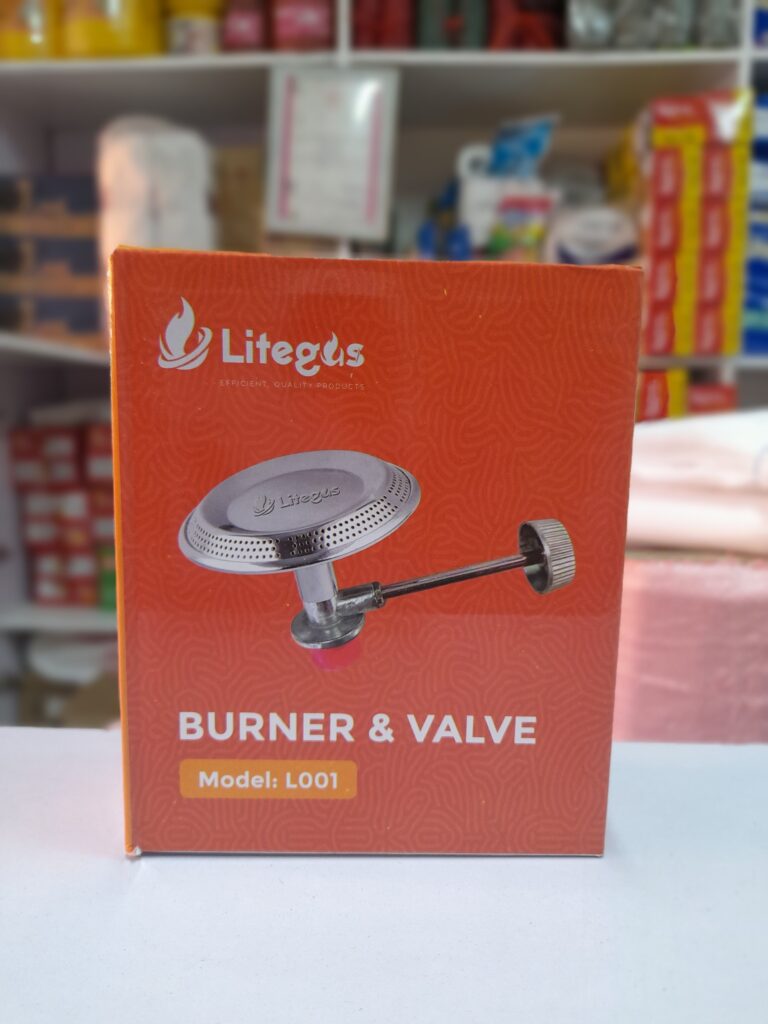 Litegas
EFFICIENT, QUALITY PRODUCTS
Litegas
BURNER & VALVE
Model: L001